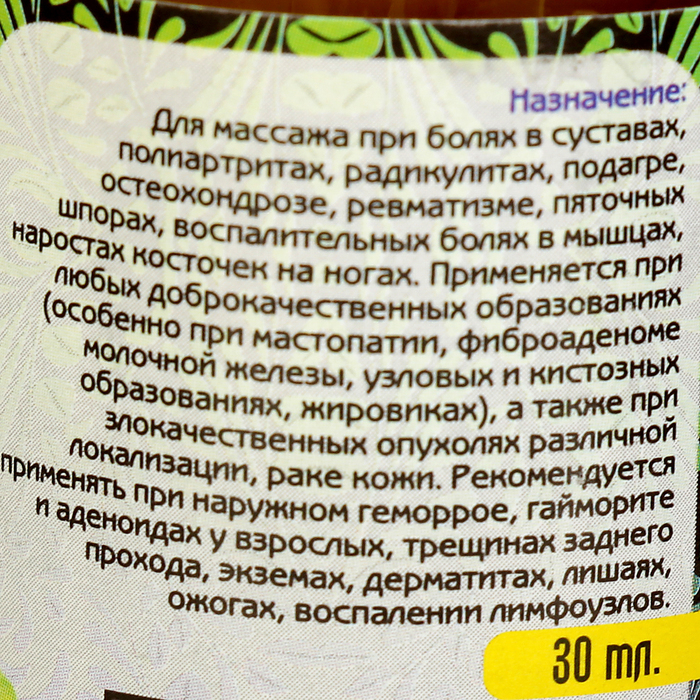 Назначение:
Для массажа при болях в суставах,
полиартритах, радикулитах, подагре,
остеохондрозе, ревматизме, пяточных
шпорах, воспалительных болях в мышцах,
наростах косточек на ногах. Применяется при
любых доброкачественных образованиях
(особенно при мастопатии, фиброаденоме
молочной железы, узловых и кистозных
образованиях, жировиках), а также при
злокачественных опухолях различной
локализации, раке кожи. Рекомендуется
применять при наружном геморрое, гайморите
и аденоидах у взрослых, трещинах заднего
прохода, экземах, дерматитах, лишаях,
ожогах, воспалении лимфоузлов.
30 мл.